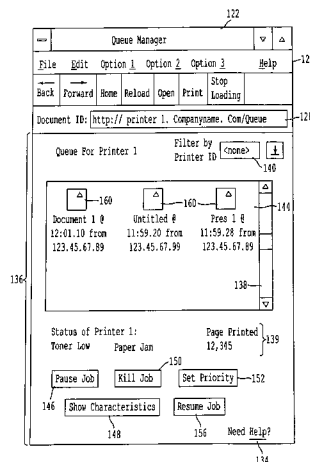 122
Queue Manager
File Edit Option 1 Option 2 Option 3 Help
12
Back Forward Home Reload Open Print Stop Loading
Document ID: http:// printer 1. Companyname. Com/Queue
Queue For Printer 1
Filter by Printer ID <none>
140
160 160
144
Document 1 @ Untitled @ Pres 1 @
12:01.10 from 11:59.20 from 11:59.28 from
123.45.67.89 123.45.67.99 123.45.67.89
136
138
Status of Printer 1: Page Printed
Toner Low Paper Jam 12,345
139
150
Pause Job Kill Job Set Priority 152
146
Show Characteristics Resume Job
148 156
Need Help?
134